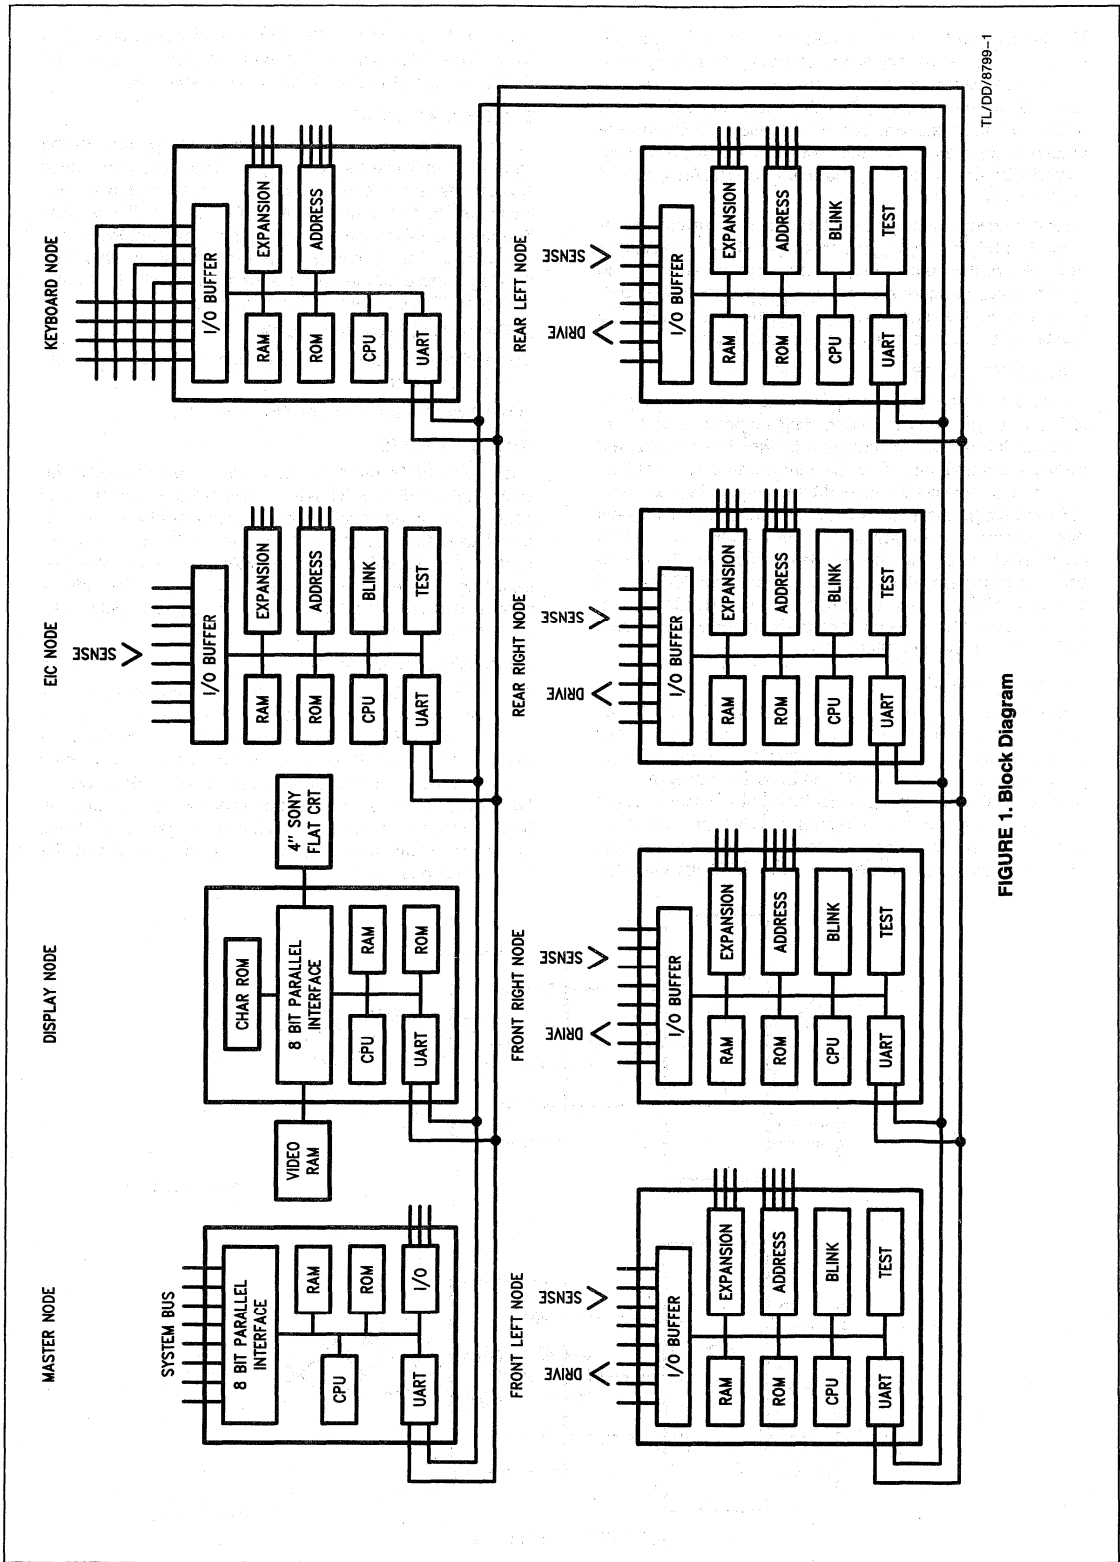 MASTER NODE
SYSTEM BUS
8 BIT PARALLEL
INTERFACE
RAM
ROM
I/O
CPU
UART
DISPLAY NODE
CHAR ROM
VIDEO
RAM
8 BIT PARALLEL
INTERFACE
4" SONY
FLAT CRT
CPU
RAM
UART
ROM
EIC NODE
SENSE
I/O BUFFER
RAM
EXPANSION
ROM
ADDRESS
CPU
BLINK
UART
TEST
KEYBOARD NODE
I/O BUFFER
RAM
EXPANSION
ROM
ADDRESS
CPU
UART
FRONT LEFT NODE
DRIVE
SENSE
I/O BUFFER
RAM
EXPANSION
ROM
ADDRESS
CPU
BLINK
UART
TEST
FRONT RIGHT NODE
DRIVE
SENSE
I/O BUFFER
RAM
EXPANSION
ROM
ADDRESS
CPU
BLINK
UART
TEST
REAR RIGHT NODE
DRIVE
SENSE
I/O BUFFER
RAM
EXPANSION
ROM
ADDRESS
CPU
BLINK
UART
TEST
REAR LEFT NODE
DRIVE
SENSE
I/O BUFFER
RAM
EXPANSION
ROM
ADDRESS
CPU
BLINK
UART
TEST
TL/DD/8799-1
FIGURE 1. Block Diagram